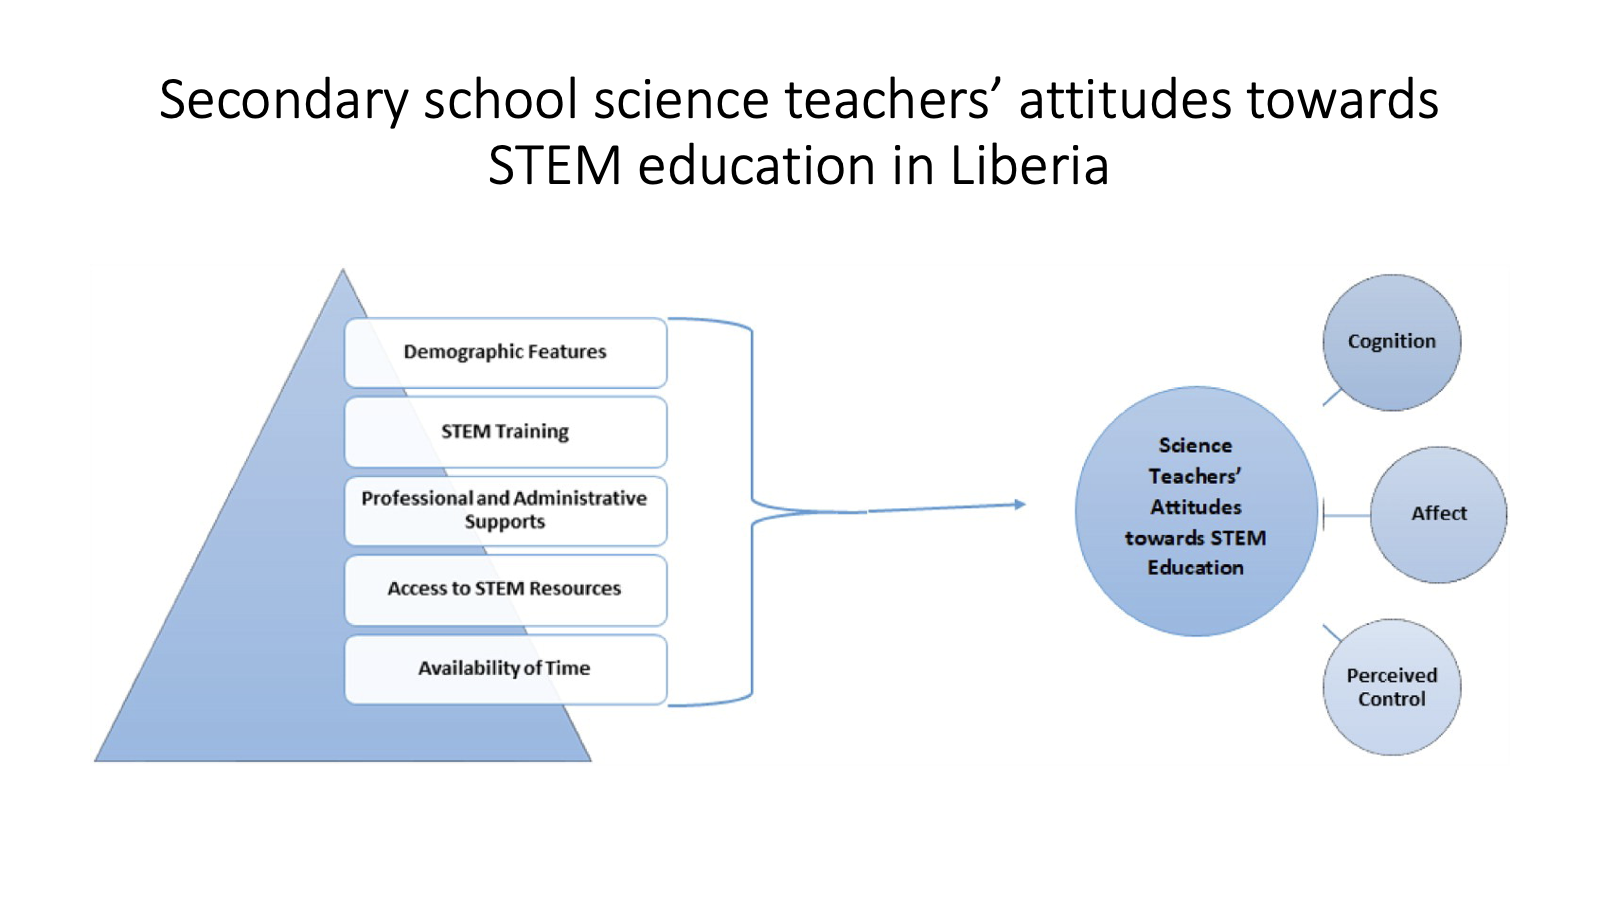 Secondary school science teachers’ attitudes towards
STEM education in Liberia
Demographic Features
STEM Training
Professional and Administrative
Supports
Access to STEM Resources
Availability of Time
Science
Teachers’
Attitudes
towards STEM
Education
Cognition
Affect
Perceived
Control